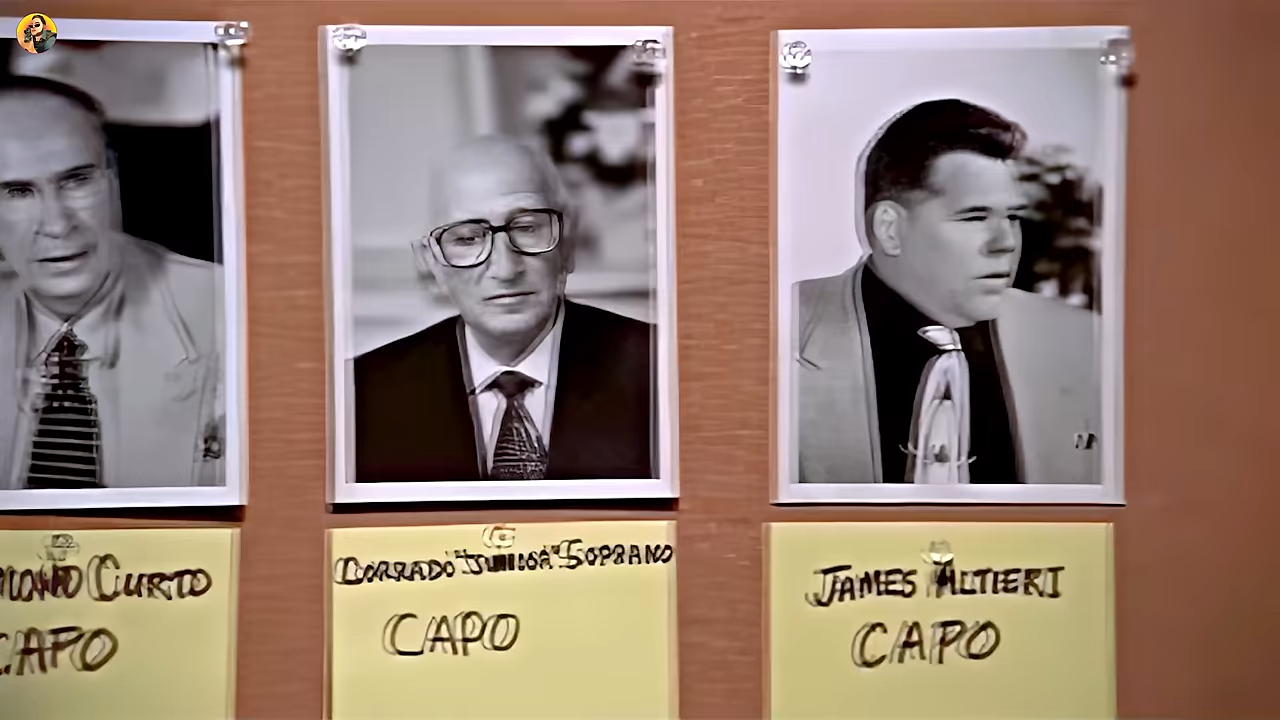 CURTO
CAPO
CORRADO "JUNIOR" SOPRANO
CAPO
JAMES ALTIERI
CAPO